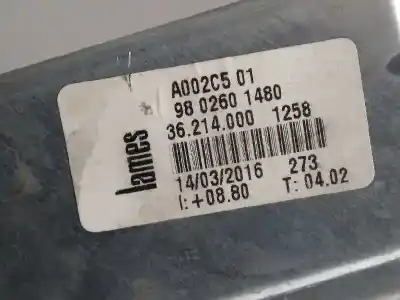 lames
A002C5 01
98 0260 1480
36.214.000 1258
14/03/2016 273
I:+08.80 T: 04.02